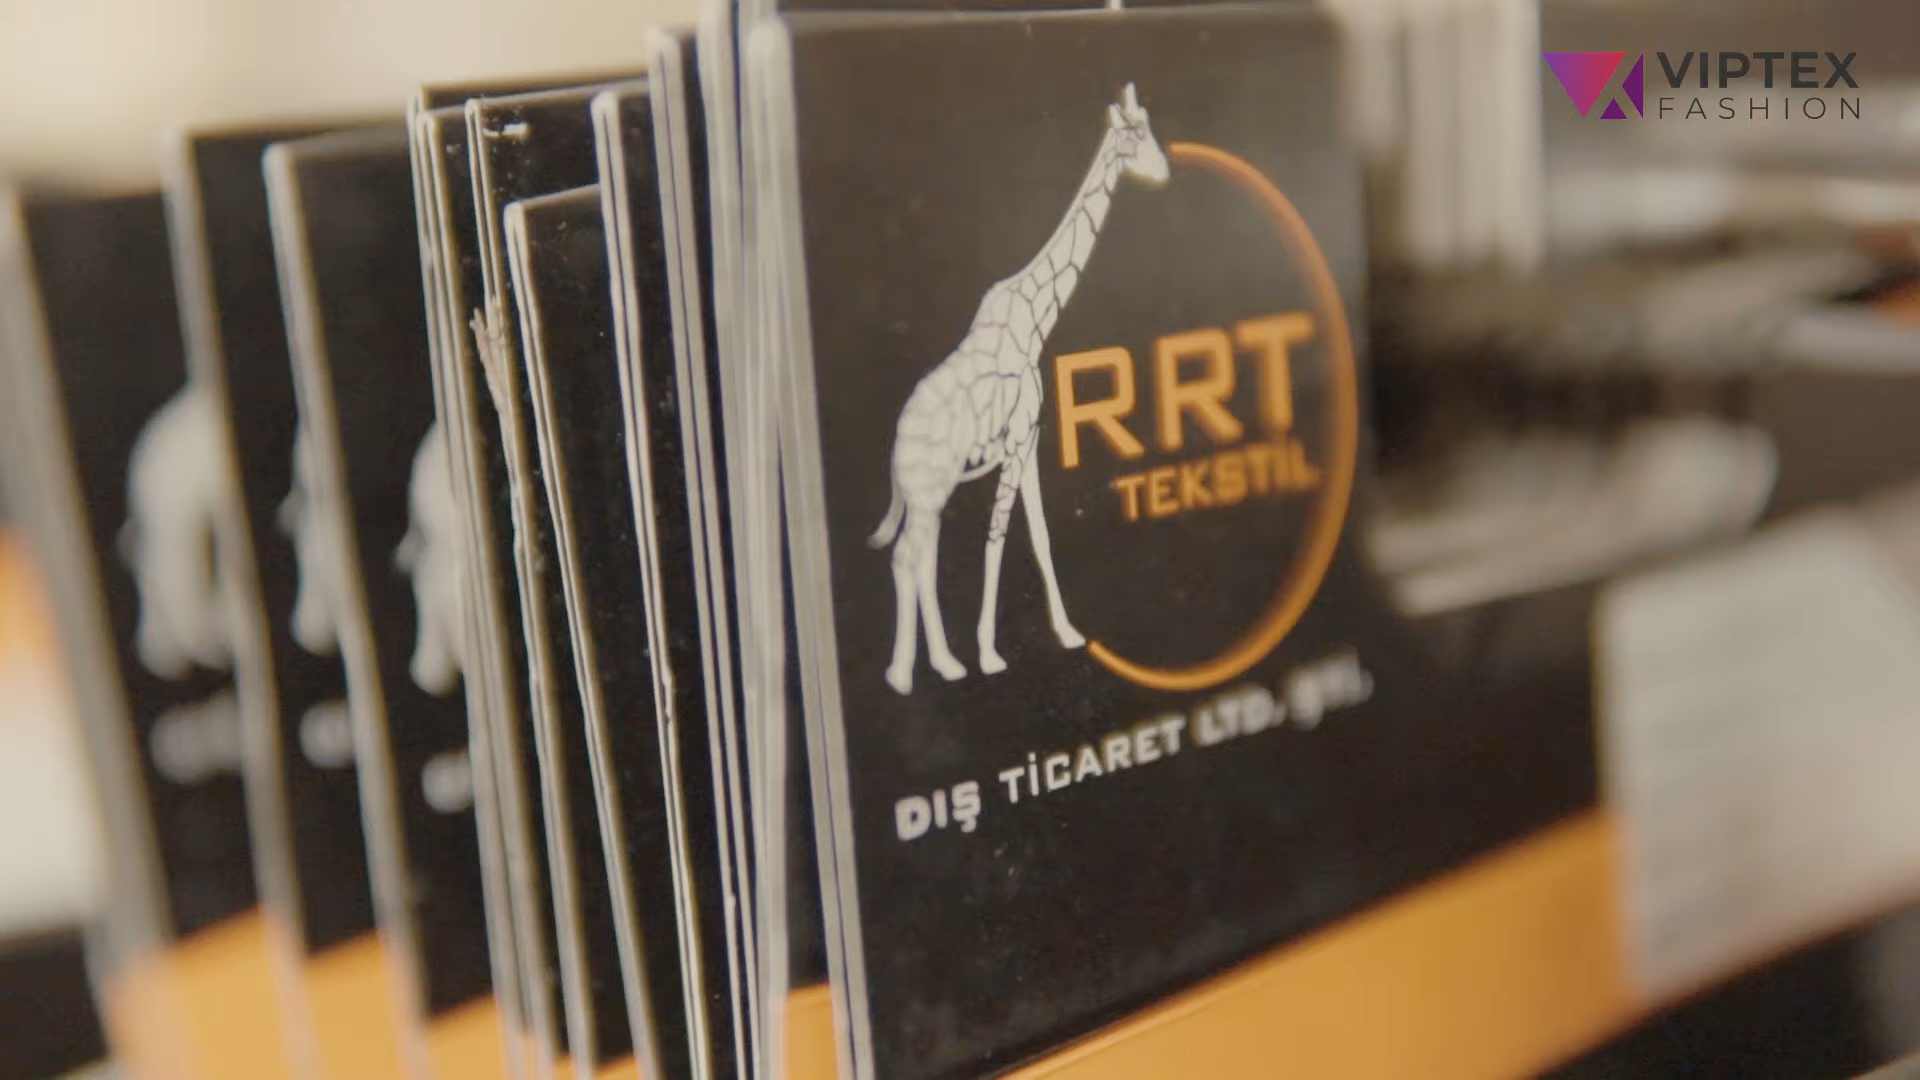 VIPTEX
FASHION
RRT
TEKSTİL
DIŞ TİCARET LTD. ŞTİ.